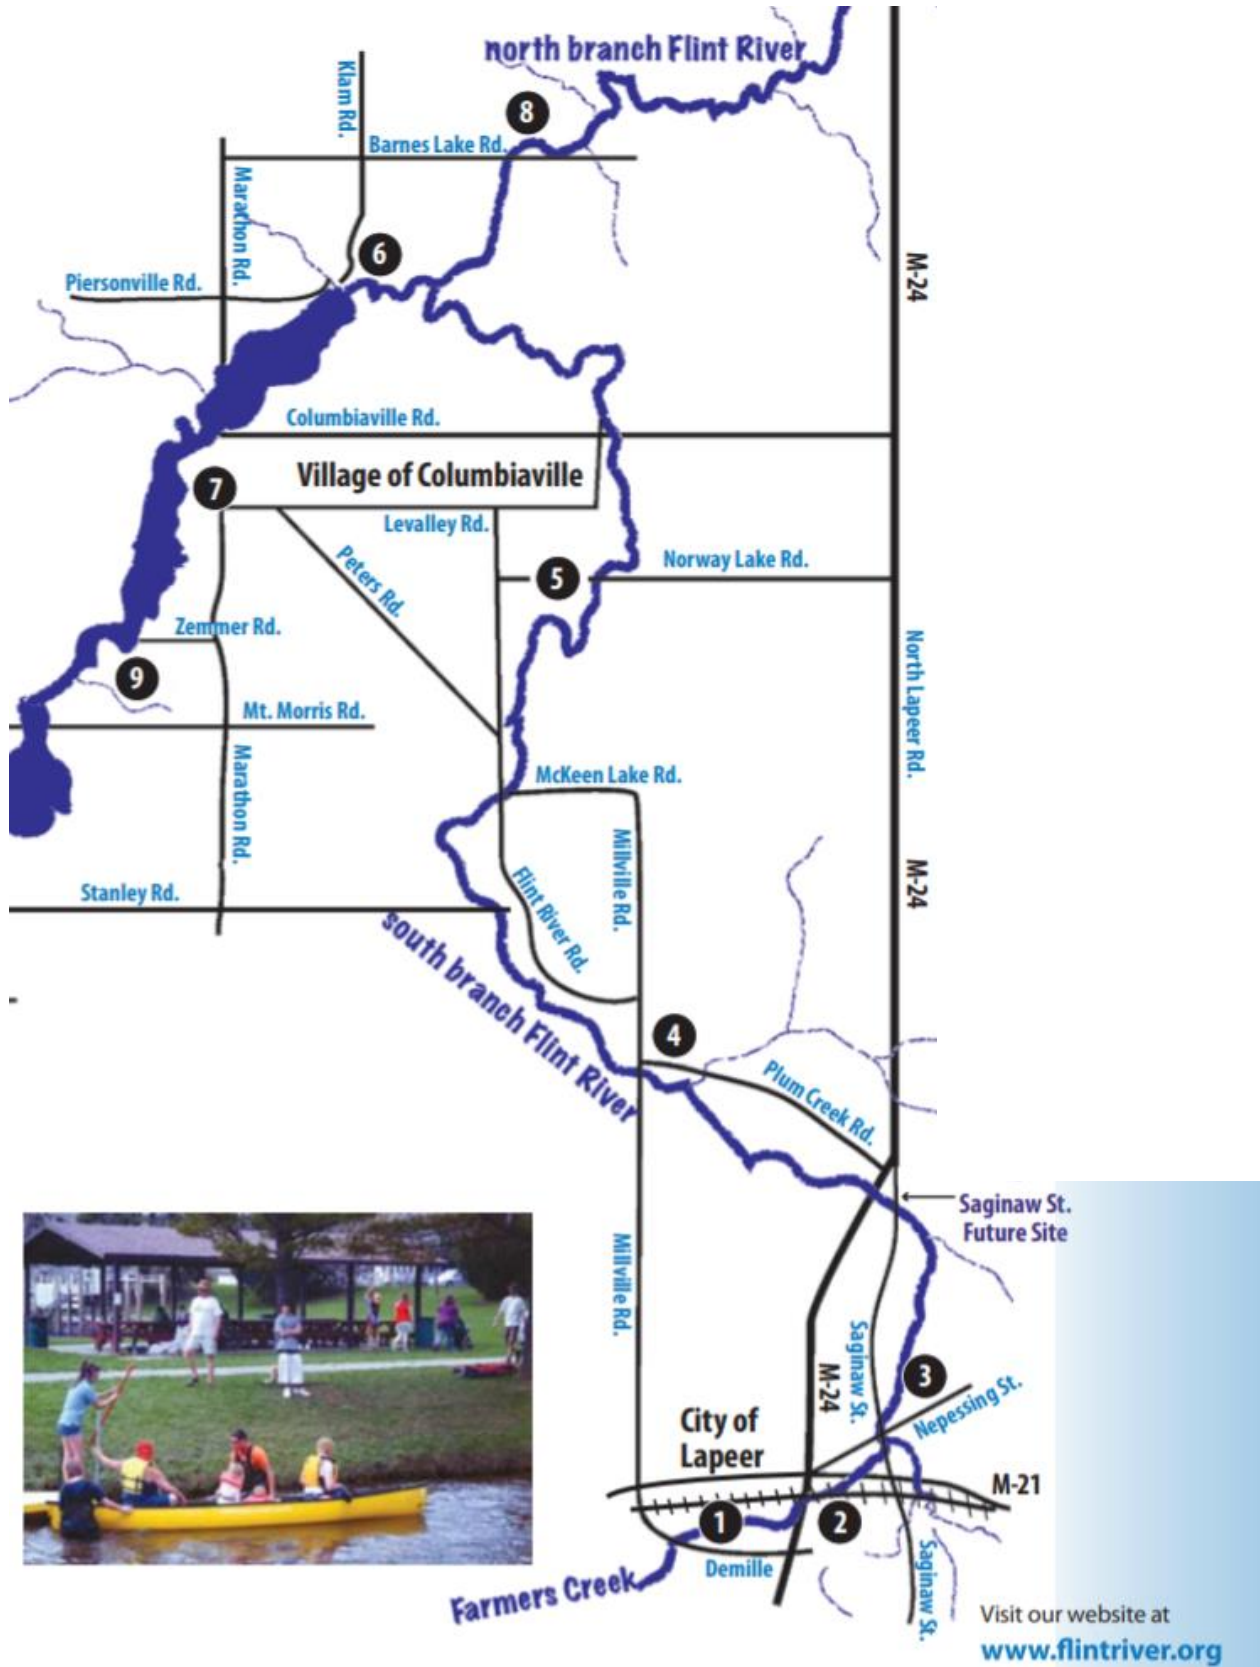 north branch Flint River
Klam Rd.
8
Barnes Lake Rd.
Marathon Rd.
6
Piersonville Rd.
M-24
Columbiaville Rd.
Village of Columbiaville
7
Levalley Rd.
Peters Rd.
5
Norway Lake Rd.
Zemmer Rd.
9
North Lapeer Rd.
Mt. Morris Rd.
Marathon Rd.
McKeen Lake Rd.
Millville Rd.
M-24
Flint River Rd.
Stanley Rd.
south branch Flint River
4
Plum Creek Rd.
Saginaw St.
Future Site
Millville Rd.
Saginaw St.
M-24
3
Nepessing St.
City of
Lapeer
M-21
1
2
Demille
Saginaw St.
Farmers Creek
Visit our website at
www.flintriver.org